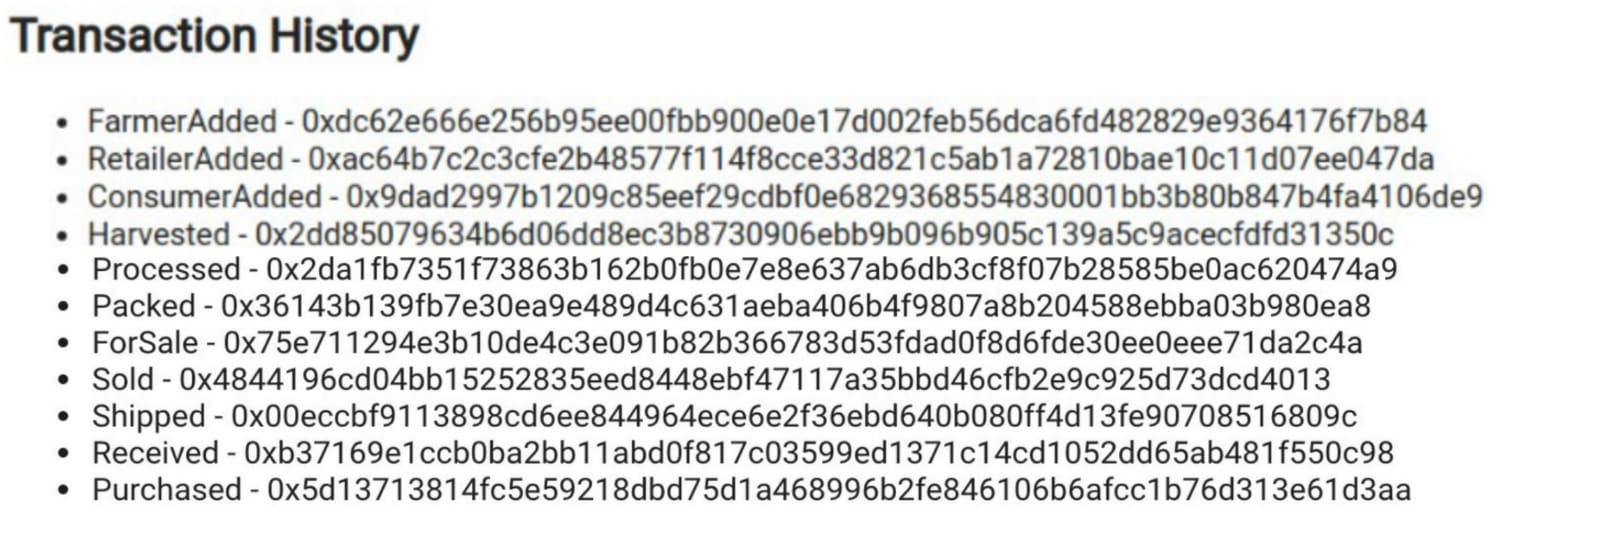 Transaction History
• FarmerAdded - 0xdc62e666e256b95ee00fbb900e0e17d002feb56dca6fd482829e9364176f7b84
• RetailerAdded - 0xac64b7c2c3cfe2b48577f114f8cce33d821c5ab1a72810bae10c11d07ee047da
• ConsumerAdded - 0x9dad2997b1209c85eef29cdbf0e6829368554830001bb3b80b847b4fa4106de9
• Harvested - 0x2dd85079634b6d06dd8ec3b8730906ebb9b096b905c139a5c9acecfdfd31350c
• Processed - 0x2da1fb7351f73863b162b0fb0e7e8e637ab6db3cf8f07b28585be0ac620474a9
• Packed - 0x36143b139fb7e30ea9e489d4c631aeba406b4f9807a8b204588ebba03b980ea8
• ForSale - 0x75e711294e3b10de4c3e091b82b366783d53fdad0f8d6fde30ee0eee71da2c4a
• Sold - 0x4844196cd04bb15252835eed8448ebf47117a35bbd46cfb2e9c925d73dcd4013
• Shipped - 0x00eccbf9113898cd6ee844964ece6e2f36ebd640b080ff4d13fe90708516809c
• Received - 0xb37169e1ccb0ba2bb11abd0f817c03599ed1371c14cd1052dd65ab481f550c98
• Purchased - 0x5d13713814fc5e59218dbd75d1a468996b2fe846106b6afcc1b76d313e61d3aa